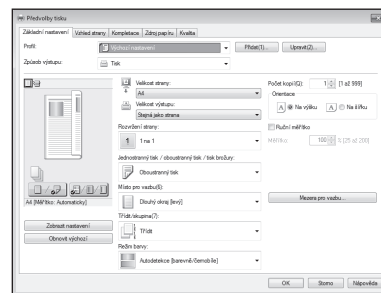 Předvolby tisku
Základní nastavení Vzhled strany Kompletace Zdroj papíru Kvalita
Profil: Výchozí nastavení Přidat(1)... Upravit(2)...
Způsob výstupu: Tisk
Velikost strany: Počet kopií(Q): 1 [1 až 999]
A4 Orientace
Velikost výstupu: A Na výšku A Na šířku
Stejná jako strana
Rozvržení strany: Ruční měřítko
1 1 na 1 Měřítko: 100 % [25 až 200]
Jednostranný tisk / oboustranný tisk / tisk brožury:
Oboustranný tisk
Místo pro vazbu(5):
A4 [Měřítko: Automaticky] Dlouhý okraj [levý] Mezera pro vazbu...
Zobrazit nastavení Třídit/skupina(7):
Obnovit výchozí Třídit
Režim barvy:
Autodetekce [barevně/černobíle]
OK Storno Nápověda